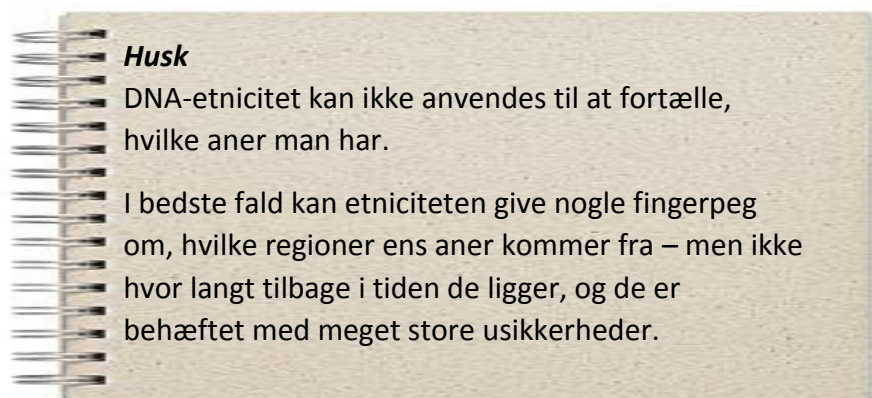 Husk
DNA-etnicitet kan ikke anvendes til at fortælle,
hvilke aner man har.
I bedste fald kan etniciteten give nogle fingerpeg
om, hvilke regioner ens aner kommer fra – men ikke
hvor langt tilbage i tiden de ligger, og de er
behæftet med meget store usikkerheder.